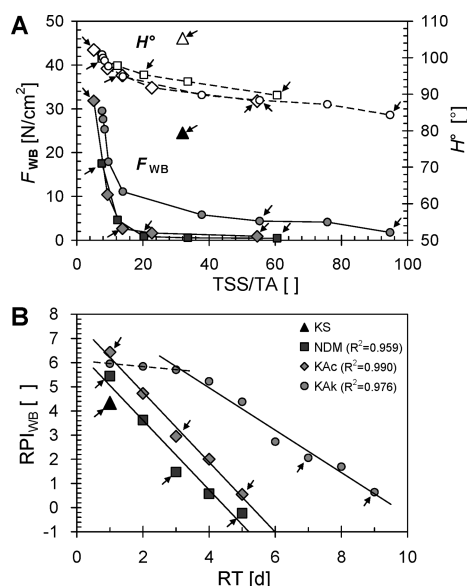 A
50
40
30
20
10
0
F_WB [N/cm²]
H°
F_WB
110
100
90
80
70
60
50
H° [°]
0 20 40 60 80 100
TSS/TA [ ]
B
7
6
5
4
3
2
1
0
-1
RPI_WB [ ]
KS
NDM (R²=0.959)
KAc (R²=0.990)
KAk (R²=0.976)
0 2 4 6 8 10
RT [d]